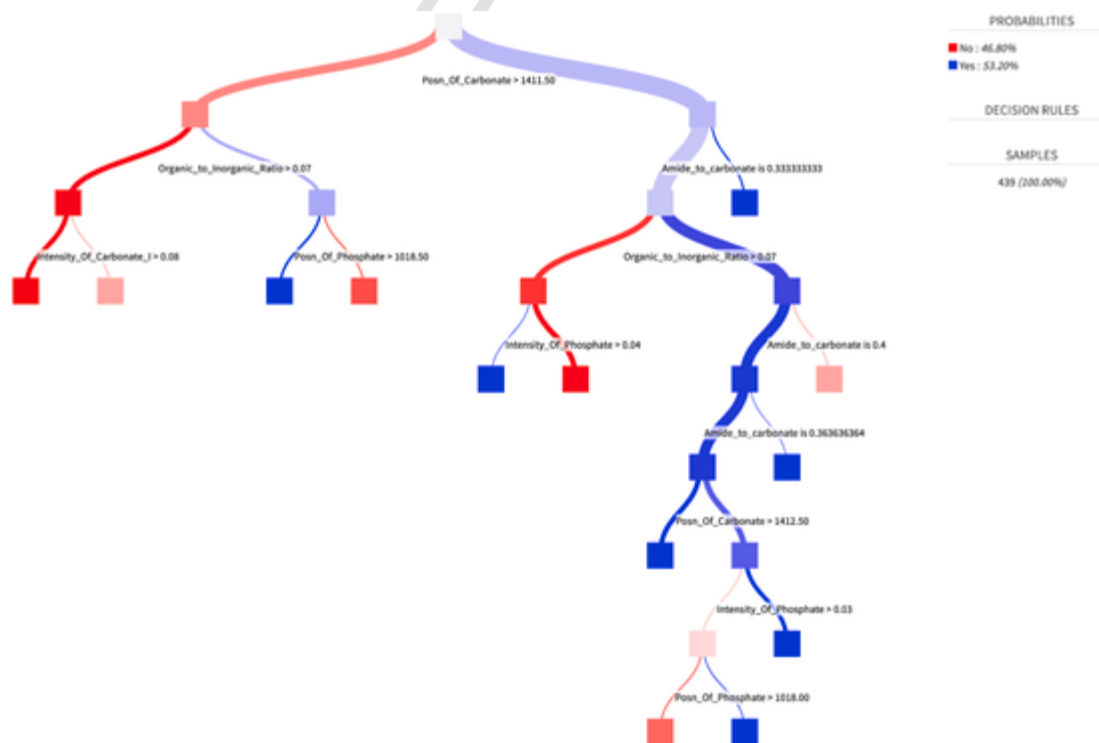 PROBABILITIES
No : 46.80%
Yes : 53.20%
DECISION RULES
SAMPLES
439 (100.00%)
Posn_Of_Carbonate > 1411.50
Organic_to_Inorganic_Ratio > 0.07
Amide_to_carbonate is 0.333333333
Intensity_Of_Carbonate_I > 0.08
Posn_Of_Phosphate > 1018.50
Organic_to_Inorganic_Ratio > 0.07
Intensity_Of_Phosphate > 0.04
Amide_to_carbonate is 0.4
Amide_to_carbonate is 0.363636364
Posn_Of_Carbonate > 1412.50
Intensity_Of_Phosphate > 0.03
Posn_Of_Phosphate > 1018.00